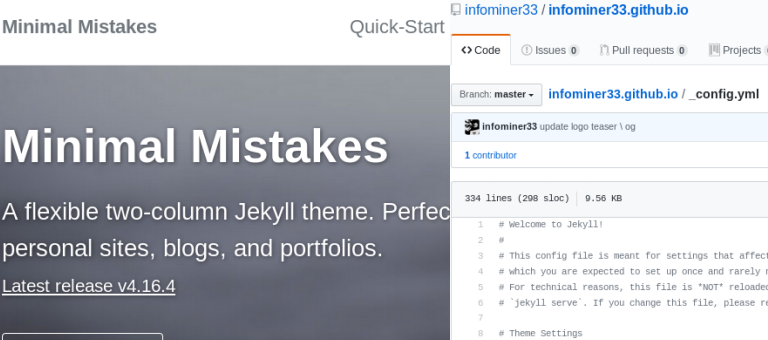 Minimal Mistakes
Quick-Start
Minimal Mistakes
A flexible two-column Jekyll theme. Perfec
personal sites, blogs, and portfolios.
Latest release v4.16.4
infominer33 / infominer33.github.io
Code
Issues 0
Pull requests 0
Projects
Branch: master
infominer33.github.io / _config.yml
infominer33 update logo teaser \ og
1 contributor
334 lines (298 sloc) 9.56 KB
1 # Welcome to Jekyll!
2 #
3 # This config file is meant for settings that affect
4 # which you are expected to set up once and rarely
5 # For technical reasons, this file is *NOT* reloaded
6 # `jekyll serve`. If you change this file, please re
7
8 # Theme Settings